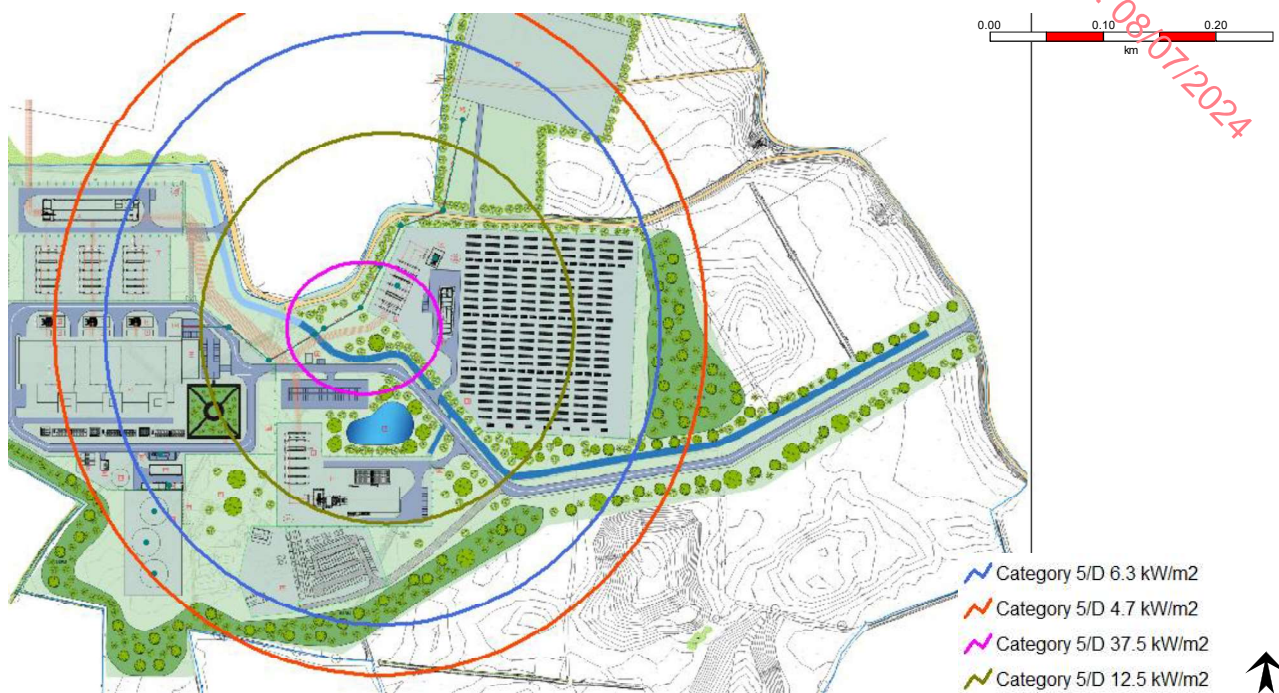 08/07/2024
0.00 0.10 0.20
km
Category 5/D 6.3 kW/m2
Category 5/D 4.7 kW/m2
Category 5/D 37.5 kW/m2
Category 5/D 12.5 kW/m2